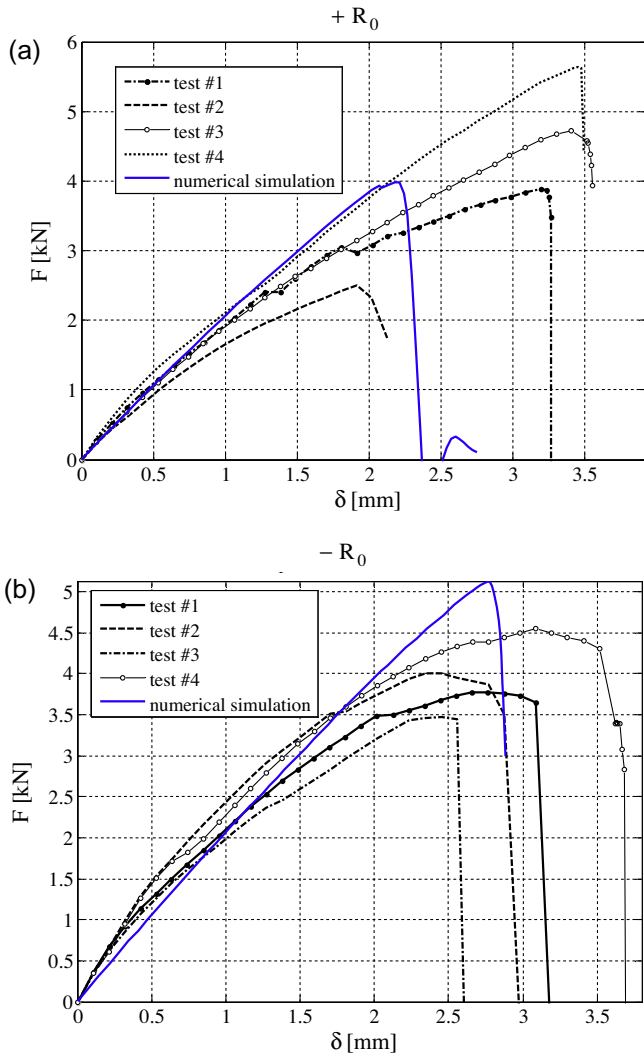 + R₀
(a)
6
5
4
3
2
1
0
F [kN]
test #1
test #2
test #3
test #4
numerical simulation
0 0.5 1 1.5 2 2.5 3 3.5
δ [mm]
− R₀
(b)
5
4.5
4
3.5
3
2.5
2
1.5
1
0.5
0
F [kN]
test #1
test #2
test #3
test #4
numerical simulation
0 0.5 1 1.5 2 2.5 3 3.5
δ [mm]